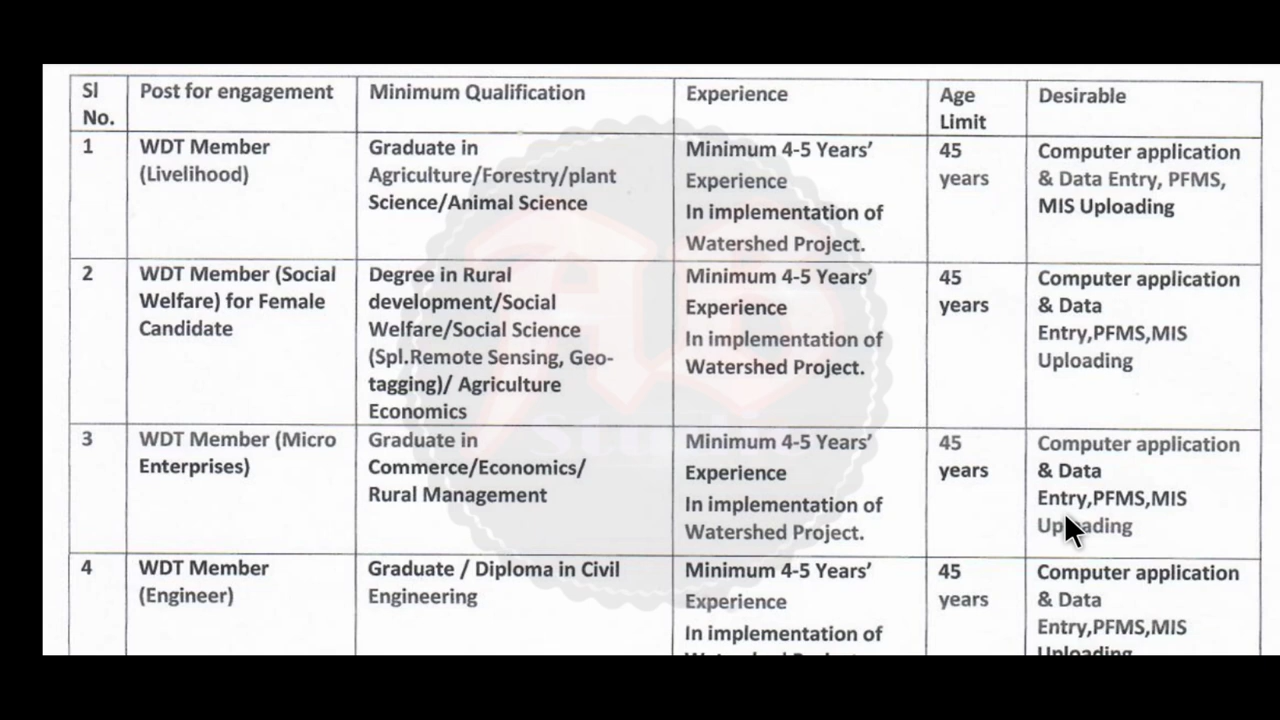 Sl No.
Post for engagement
Minimum Qualification
Experience
Age Limit
Desirable
1
WDT Member
(Livelihood)
Graduate in
Agriculture/Forestry/plant
Science/Animal Science
Minimum 4-5 Years’
Experience
In implementation of
Watershed Project.
45
years
Computer application
& Data Entry, PFMS,
MIS Uploading
2
WDT Member (Social
Welfare) for Female
Candidate
Degree in Rural
development/Social
Welfare/Social Science
(Spl.Remote Sensing, Geo-
tagging)/ Agriculture
Economics
Minimum 4-5 Years’
Experience
In implementation of
Watershed Project.
45
years
Computer application
& Data
Entry,PFMS,MIS
Uploading
3
WDT Member (Micro
Enterprises)
Graduate in
Commerce/Economics/
Rural Management
Minimum 4-5 Years’
Experience
In implementation of
Watershed Project.
45
years
Computer application
& Data
Entry,PFMS,MIS
Uploading
4
WDT Member
(Engineer)
Graduate / Diploma in Civil
Engineering
Minimum 4-5 Years’
Experience
In implementation of
45
years
Computer application
& Data
Entry,PFMS,MIS
Uploading